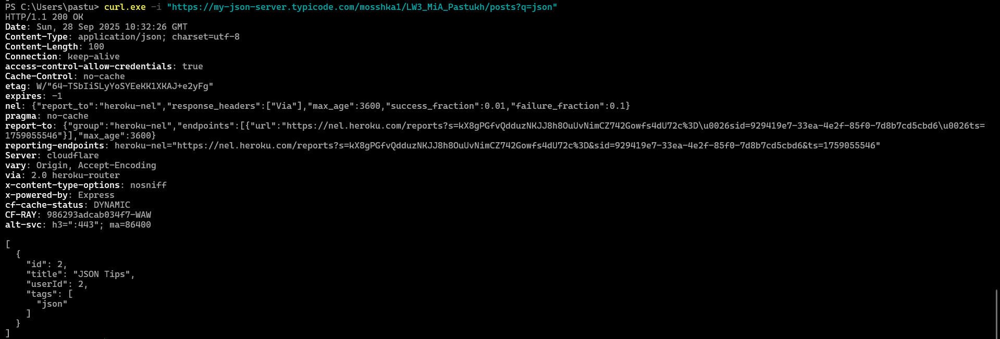 PS C:\Users\pastu> curl.exe -i "https://my-json-server.typicode.com/mosshka1/LW3_MiA_Pastukh/posts?q=json"
HTTP/1.1 200 OK
Date: Sun, 28 Sep 2025 10:32:26 GMT
Content-Type: application/json; charset=utf-8
Content-Length: 100
Connection: keep-alive
access-control-allow-credentials: true
Cache-Control: no-cache
etag: W/"64-TSbIiSLyYoSYEeKK1XKAJ+e2yFg"
expires: -1
nel: {"report_to":"heroku-nel","response_headers":["Via"],"max_age":3600,"success_fraction":0.01,"failure_fraction":0.1}
pragma: no-cache
report-to: {"group":"heroku-nel","endpoints":[{"url":"https://nel.heroku.com/reports?s=kX8gPGfvQdduzNKJJ8h8OuUvNimCZ742Gowfs4dU72c%3D\u0026sid=929419e7-33ea-4e2f-85f0-7d8b7cd5cbd6\u0026ts=
1759055546"}],"max_age":3600}
reporting-endpoints: heroku-nel="https://nel.heroku.com/reports?s=kX8gPGfvQdduzNKJJ8h8OuUvNimCZ742Gowfs4dU72c%3D&sid=929419e7-33ea-4e2f-85f0-7d8b7cd5cbd6&ts=1759055546"
Server: cloudflare
vary: Origin, Accept-Encoding
via: 2.0 heroku-router
x-content-type-options: nosniff
x-powered-by: Express
cf-cache-status: DYNAMIC
CF-RAY: 986293adcab034f7-WAW
alt-svc: h3=":443"; ma=86400

[
  {
    "id": 2,
    "title": "JSON Tips",
    "userId": 2,
    "tags": [
      "json"
    ]
  }
]